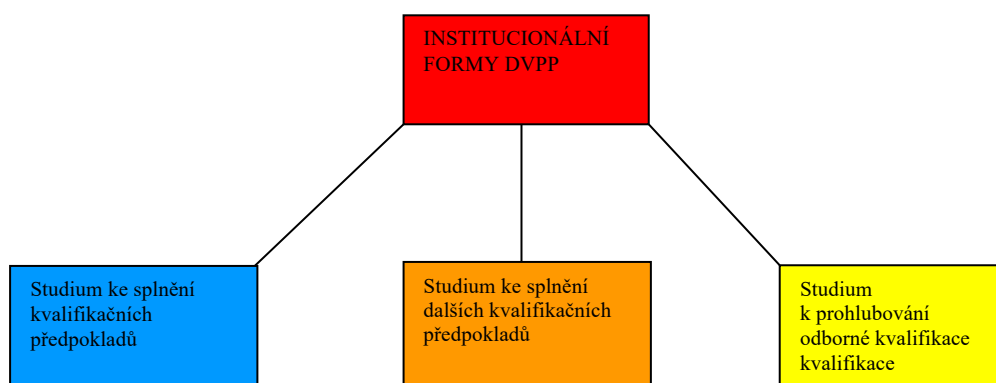 INSTITUCIONÁLNÍ
FORMY DVPP
Studium ke splnění
kvalifikačních
předpokladů
Studium ke splnění
dalších kvalifikačních
předpokladů
Studium
k prohlubování
odborné kvalifikace
kvalifikace